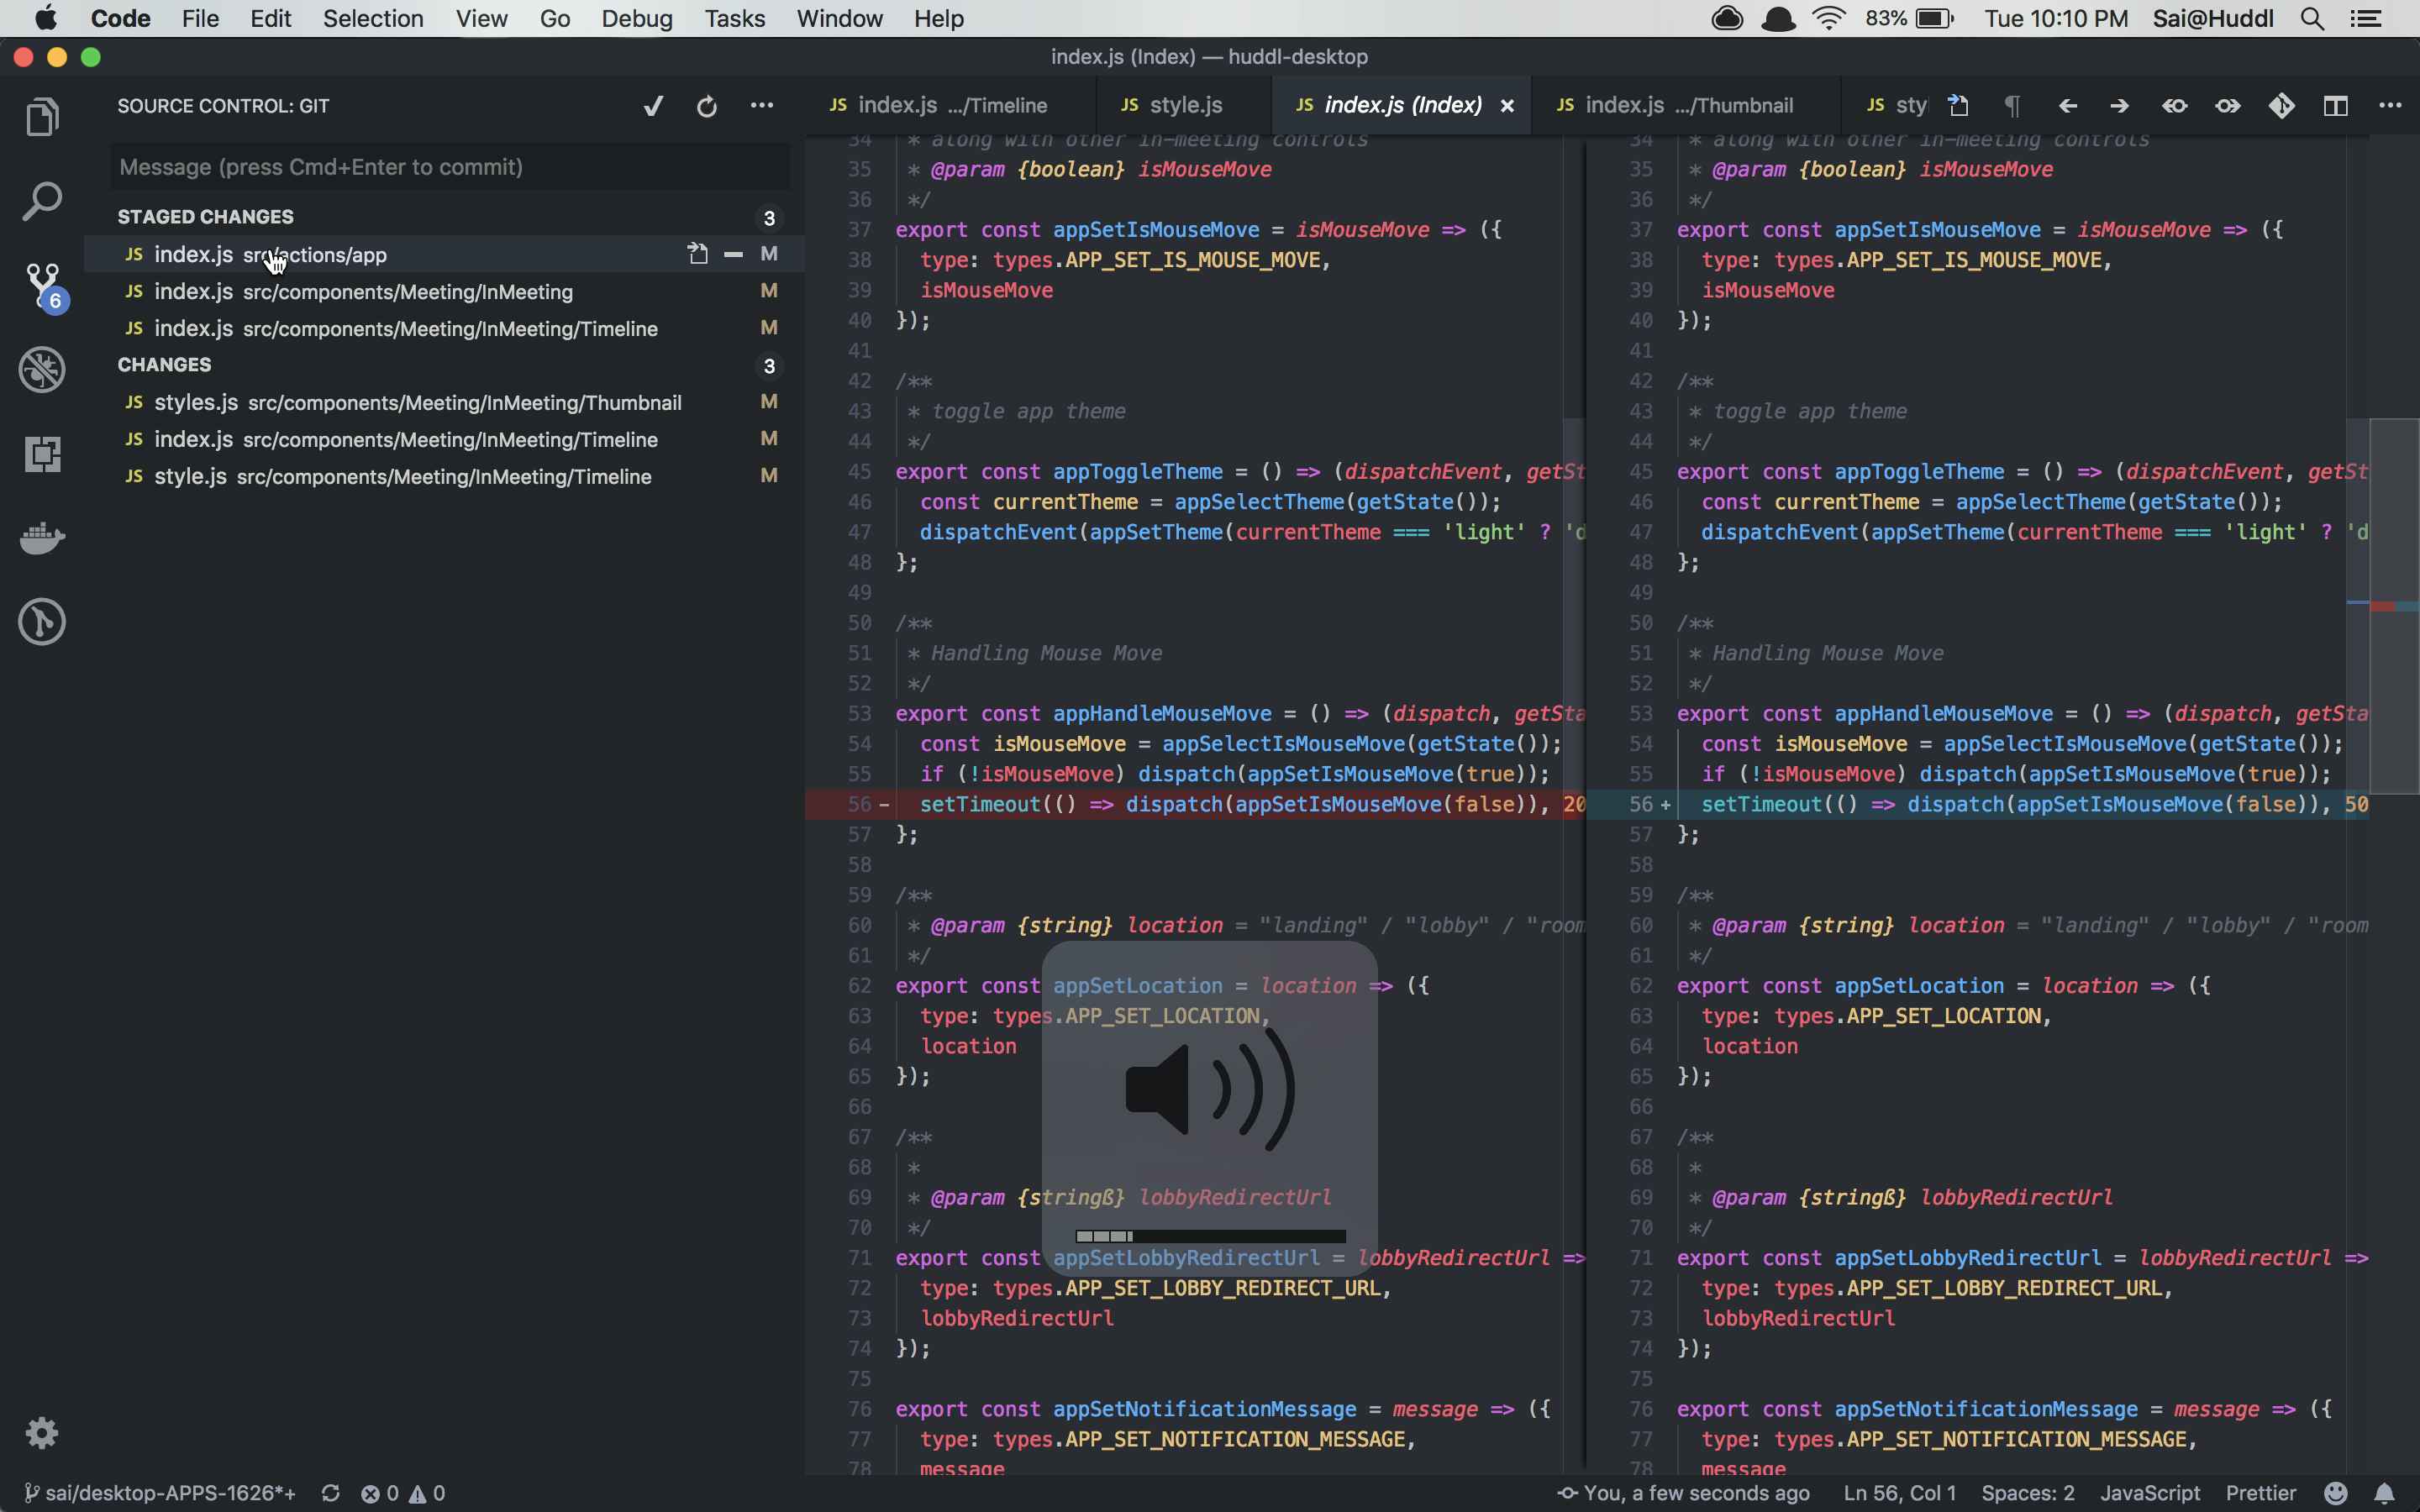 Code File Edit Selection View Go Debug Tasks Window Help 83% Tue 10:10 PM Sai@Huddl
index.js (Index) — huddl-desktop
SOURCE CONTROL: GIT
JS index.js .../Timeline JS style.js JS index.js (Index) × JS index.js .../Thumbnail JS sty
Message (press Cmd+Enter to commit)
STAGED CHANGES 3
JS index.js src/actions/app M
JS index.js src/components/Meeting/InMeeting M
JS index.js src/components/Meeting/InMeeting/Timeline M
CHANGES 3
JS styles.js src/components/Meeting/InMeeting/Thumbnail M
JS index.js src/components/Meeting/InMeeting/Timeline M
JS style.js src/components/Meeting/InMeeting/Timeline M
6
34 * along with other in-meeting controls
35 * @param {boolean} isMouseMove
36 */
37 export const appSetIsMouseMove = isMouseMove => ({
38 type: types.APP_SET_IS_MOUSE_MOVE,
39 isMouseMove
40 });
41
42 /**
43 * toggle app theme
44 */
45 export const appToggleTheme = () => (dispatchEvent, getSt
46 const currentTheme = appSelectTheme(getState());
47 dispatchEvent(appSetTheme(currentTheme === 'light' ? 'd
48 };
49
50 /**
51 * Handling Mouse Move
52 */
53 export const appHandleMouseMove = () => (dispatch, getSta
54 const isMouseMove = appSelectIsMouseMove(getState());
55 if (!isMouseMove) dispatch(appSetIsMouseMove(true));
56 - setTimeout(() => dispatch(appSetIsMouseMove(false)), 20
57 };
58
59 /**
60 * @param {string} location = "landing" / "lobby" / "room
61 */
62 export const appSetLocation = location => ({
63 type: types.APP_SET_LOCATION,
64 location
65 });
66
67 /**
68 *
69 * @param {stringß} lobbyRedirectUrl
70 */
71 export const appSetLobbyRedirectUrl = lobbyRedirectUrl =>
72 type: types.APP_SET_LOBBY_REDIRECT_URL,
73 lobbyRedirectUrl
74 });
75
76 export const appSetNotificationMessage = message => ({
77 type: types.APP_SET_NOTIFICATION_MESSAGE,
78 message
34 * along with other in-meeting controls
35 * @param {boolean} isMouseMove
36 */
37 export const appSetIsMouseMove = isMouseMove => ({
38 type: types.APP_SET_IS_MOUSE_MOVE,
39 isMouseMove
40 });
41
42 /**
43 * toggle app theme
44 */
45 export const appToggleTheme = () => (dispatchEvent, getSt
46 const currentTheme = appSelectTheme(getState());
47 dispatchEvent(appSetTheme(currentTheme === 'light' ? 'd
48 };
49
50 /**
51 * Handling Mouse Move
52 */
53 export const appHandleMouseMove = () => (dispatch, getSta
54 const isMouseMove = appSelectIsMouseMove(getState());
55 if (!isMouseMove) dispatch(appSetIsMouseMove(true));
56 + setTimeout(() => dispatch(appSetIsMouseMove(false)), 50
57 };
58
59 /**
60 * @param {string} location = "landing" / "lobby" / "room
61 */
62 export const appSetLocation = location => ({
63 type: types.APP_SET_LOCATION,
64 location
65 });
66
67 /**
68 *
69 * @param {stringß} lobbyRedirectUrl
70 */
71 export const appSetLobbyRedirectUrl = lobbyRedirectUrl =>
72 type: types.APP_SET_LOBBY_REDIRECT_URL,
73 lobbyRedirectUrl
74 });
75
76 export const appSetNotificationMessage = message => ({
77 type: types.APP_SET_NOTIFICATION_MESSAGE,
78 message
sai/desktop-APPS-1626*+ 0 0 You, a few seconds ago Ln 56, Col 1 Spaces: 2 JavaScript Prettier